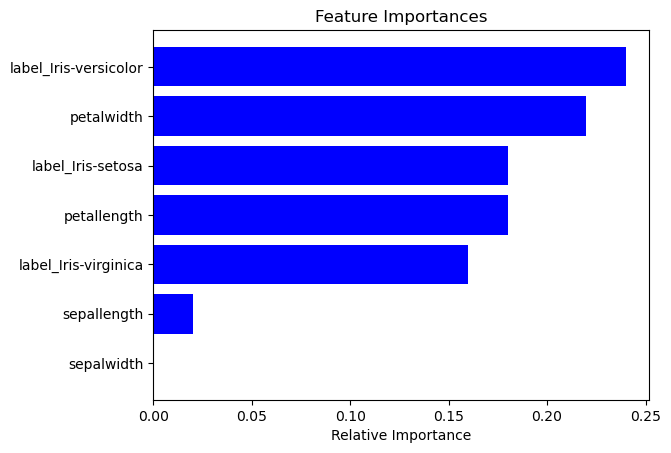 Feature Importances
label_Iris-versicolor
petalwidth
label_Iris-setosa
petallength
label_Iris-virginica
sepallength
sepalwidth
0.00 0.05 0.10 0.15 0.20 0.25
Relative Importance